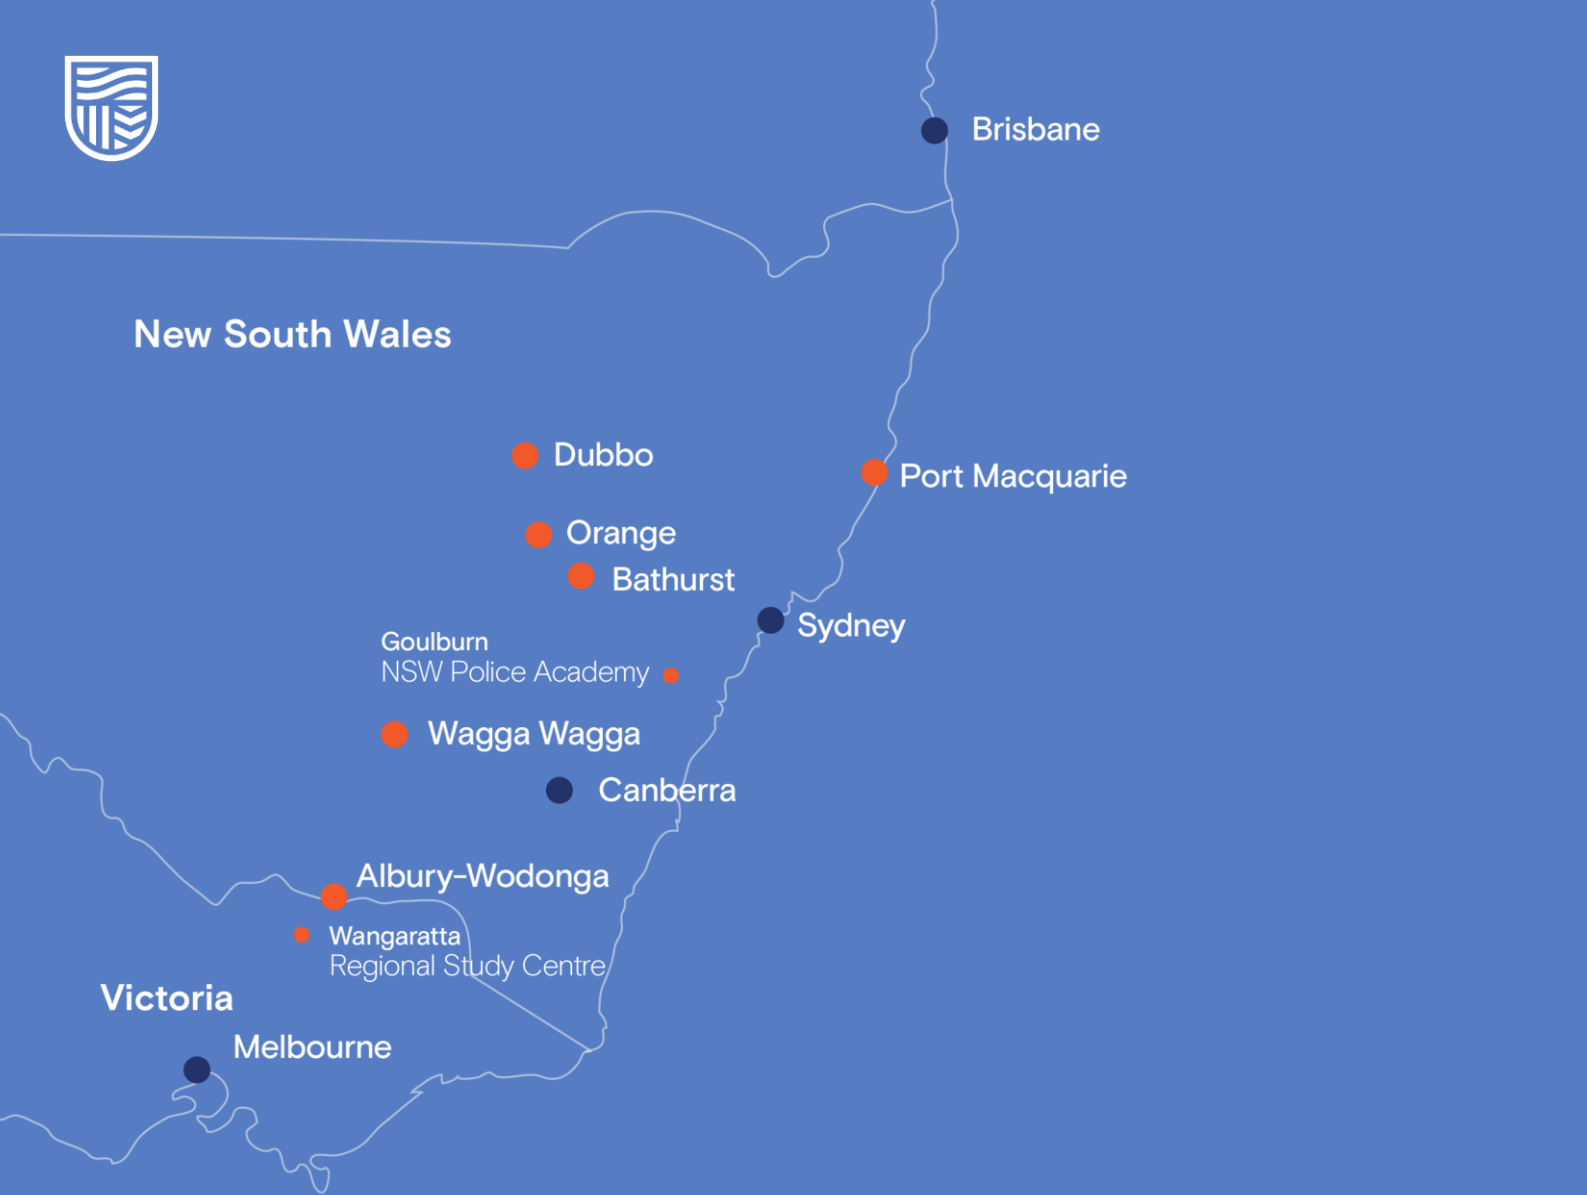 Brisbane
New South Wales
Dubbo
Port Macquarie
Orange
Bathurst
Sydney
Goulburn
NSW Police Academy
Wagga Wagga
Canberra
Albury-Wodonga
Wangaratta
Regional Study Centre
Victoria
Melbourne